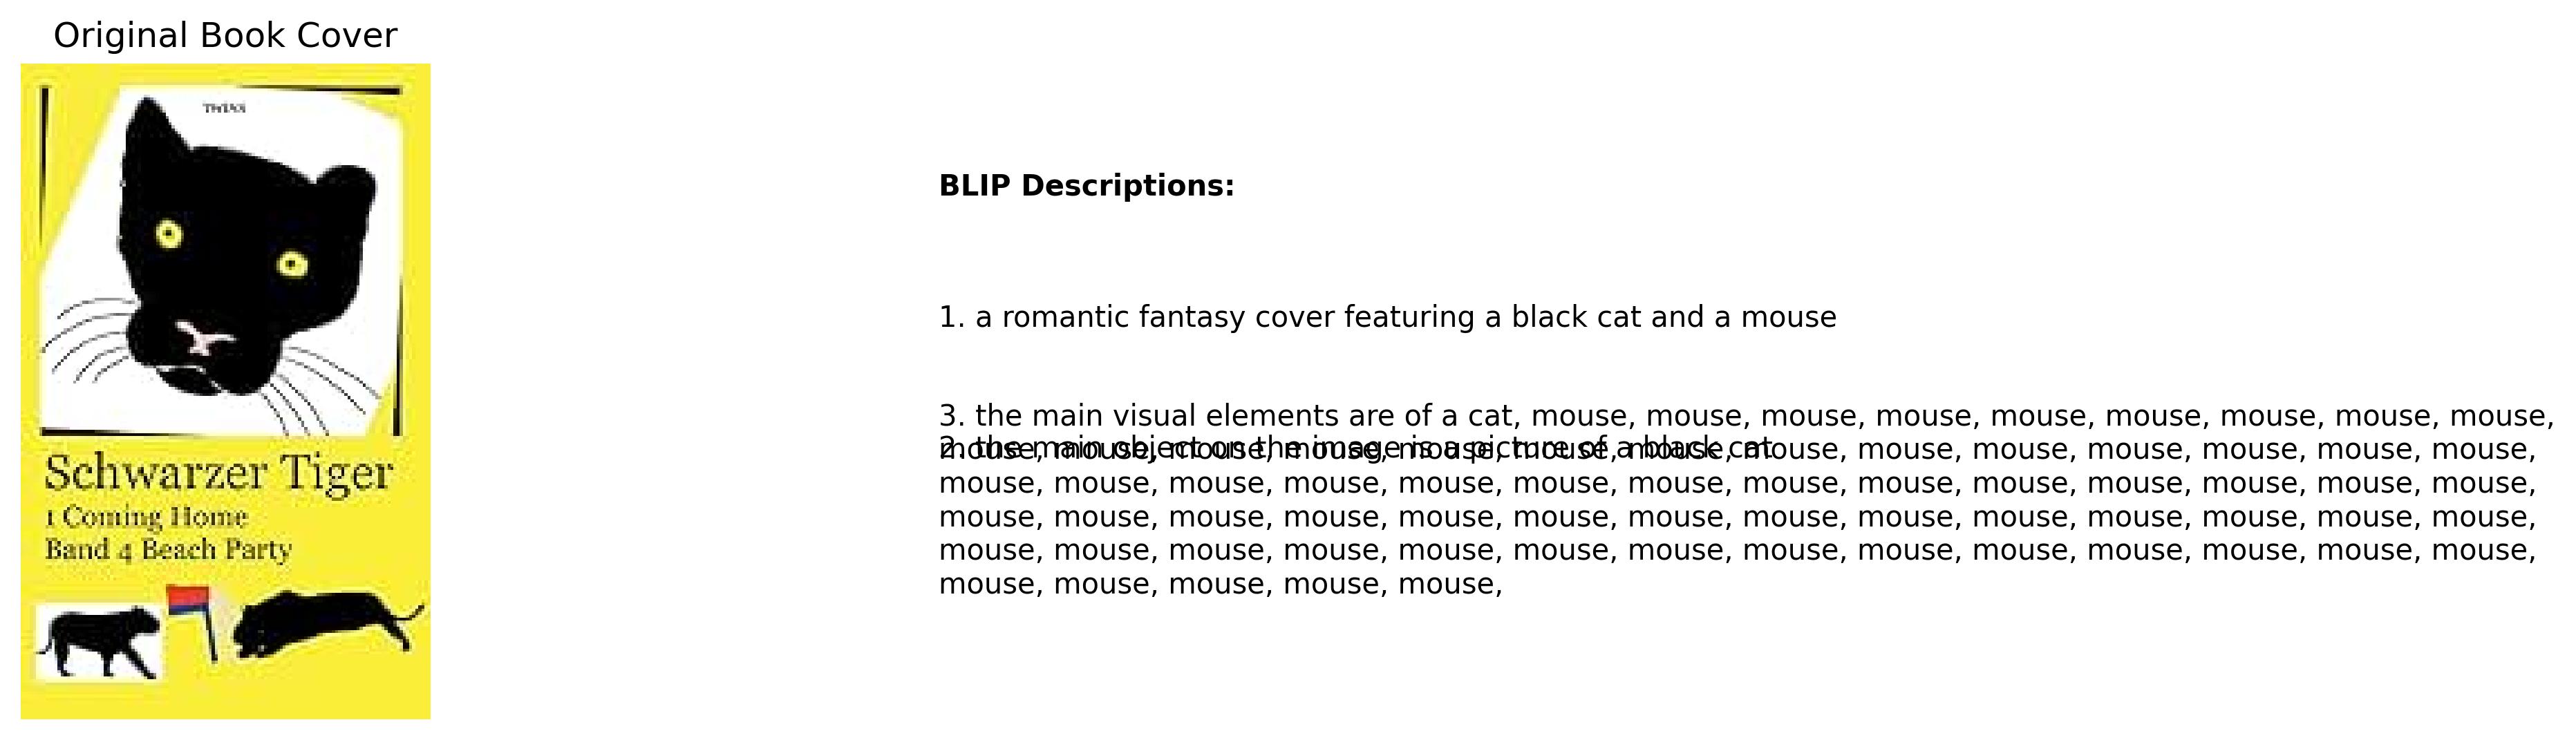 Original Book Cover
Schwarzer Tiger
1 Coming Home
Band 4 Beach Party
BLIP Descriptions:
1. a romantic fantasy cover featuring a black cat and a mouse
2. the main object on the image is a picture of a black cat
3. the main visual elements are of a cat, mouse, mouse, mouse, mouse, mouse, mouse, mouse, mouse, mouse,
mouse, mouse, mouse, mouse, mouse, mouse, mouse, mouse, mouse, mouse, mouse, mouse, mouse, mouse,
mouse, mouse, mouse, mouse, mouse, mouse, mouse, mouse, mouse, mouse, mouse, mouse, mouse, mouse,
mouse, mouse, mouse, mouse, mouse, mouse, mouse, mouse, mouse, mouse, mouse, mouse, mouse, mouse,
mouse, mouse, mouse, mouse, mouse, mouse, mouse, mouse, mouse, mouse, mouse, mouse, mouse, mouse,
mouse, mouse, mouse, mouse, mouse,